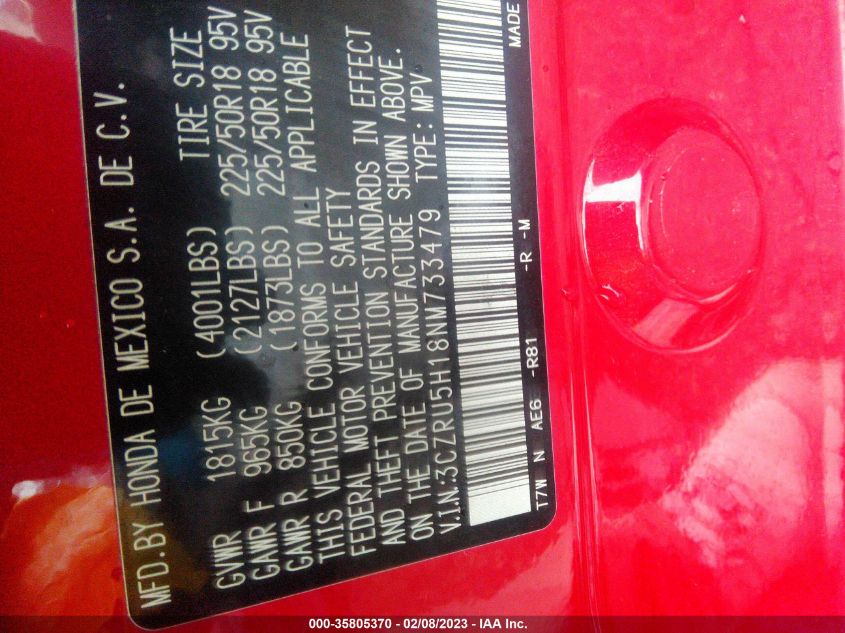 MFD.BY HONDA DE MEXICO S.A. DE C.V.
GVWR 1815KG (4001LBS) TIRE SIZE
GAWR F 965KG (2127LBS) 225/50R18 95V
GAWR R 850KG (1873LBS) 225/50R18 95V
THIS VEHICLE CONFORMS TO ALL APPLICABLE
FEDERAL MOTOR VEHICLE SAFETY
AND THEFT PREVENTION STANDARDS IN EFFECT
ON THE DATE OF MANUFACTURE SHOWN ABOVE.
V.I.N.3CZRU5H18NM733479 TYPE: MPV
T7W N AE6 -R81 -R -M MADE
000-35805370 - 02/08/2023 - IAA Inc.